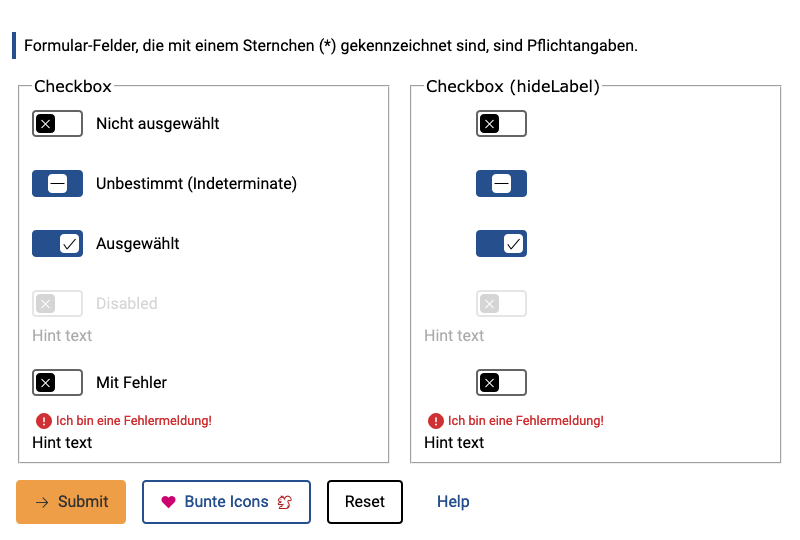 Formular-Felder, die mit einem Sternchen (*) gekennzeichnet sind, sind Pflichtangaben.
Checkbox
Nicht ausgewählt
Unbestimmt (Indeterminate)
Ausgewählt
Disabled
Hint text
Mit Fehler
Ich bin eine Fehlermeldung!
Hint text
Checkbox (hideLabel)
Hint text
Ich bin eine Fehlermeldung!
Hint text
Submit
Bunte Icons
Reset
Help